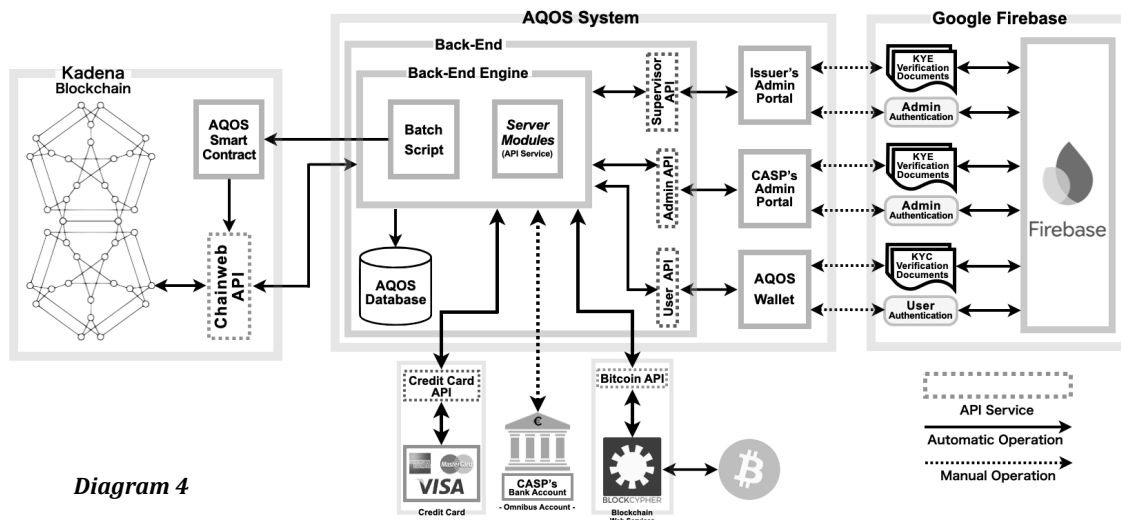 AQOS System
Google Firebase
Kadena
Blockchain
AQOS
Smart
Contract
Chainweb
API
Back-End
Back-End Engine
Batch
Script
Server
Modules
(API Service)
AQOS
Database
Supervisor
API
Admin API
User API
Issuer's
Admin
Portal
CASP's
Admin
Portal
AQOS
Wallet
KYE
Verification
Documents
Admin
Authentication
KYE
Verification
Documents
Admin
Authentication
KYC
Verification
Documents
User
Authentication
Firebase
Credit Card
API
MasterCard
VISA
Credit Card
€
CASP's
Bank Account
- Omnibus Account -
Bitcoin API
BLOCKCYPHER
Blockchain
Web Services
API Service
Automatic Operation
Manual Operation
Diagram 4